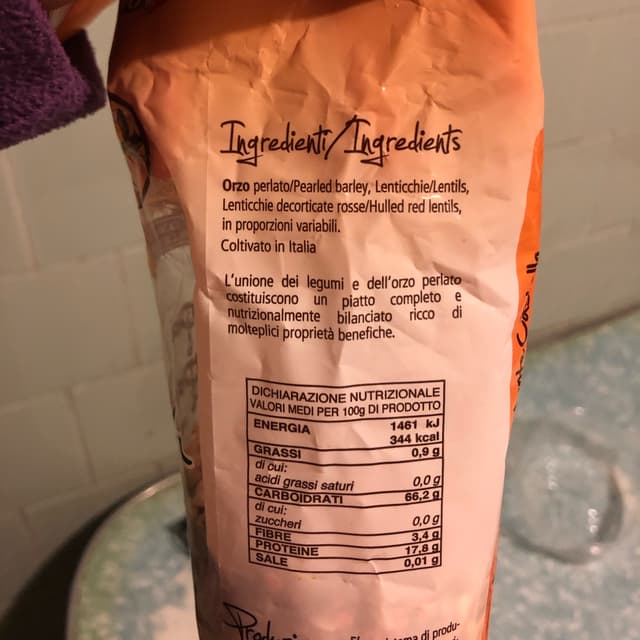 Ingredienti/Ingredients
Orzo perlato/Pearled barley, Lenticchie/Lentils,
Lenticchie decorticate rosse/Hulled red lentils,
in proporzioni variabili.
Coltivato in Italia
L'unione dei legumi e dell'orzo perlato
costituiscono un piatto completo e
nutrizionalmente bilanciato ricco di
molteplici proprietà benefiche.
DICHIARAZIONE NUTRIZIONALE
VALORI MEDI PER 100g DI PRODOTTO
ENERGIA 1461 kJ
344 kcal
GRASSI 0,9 g
di cui:
acidi grassi saturi 0,0 g
CARBOIDRATI 66,2 g
di cui:
zuccheri 0,0 g
FIBRE 3,4 g
PROTEINE 17,8 g
SALE 0,01 g
di produ-